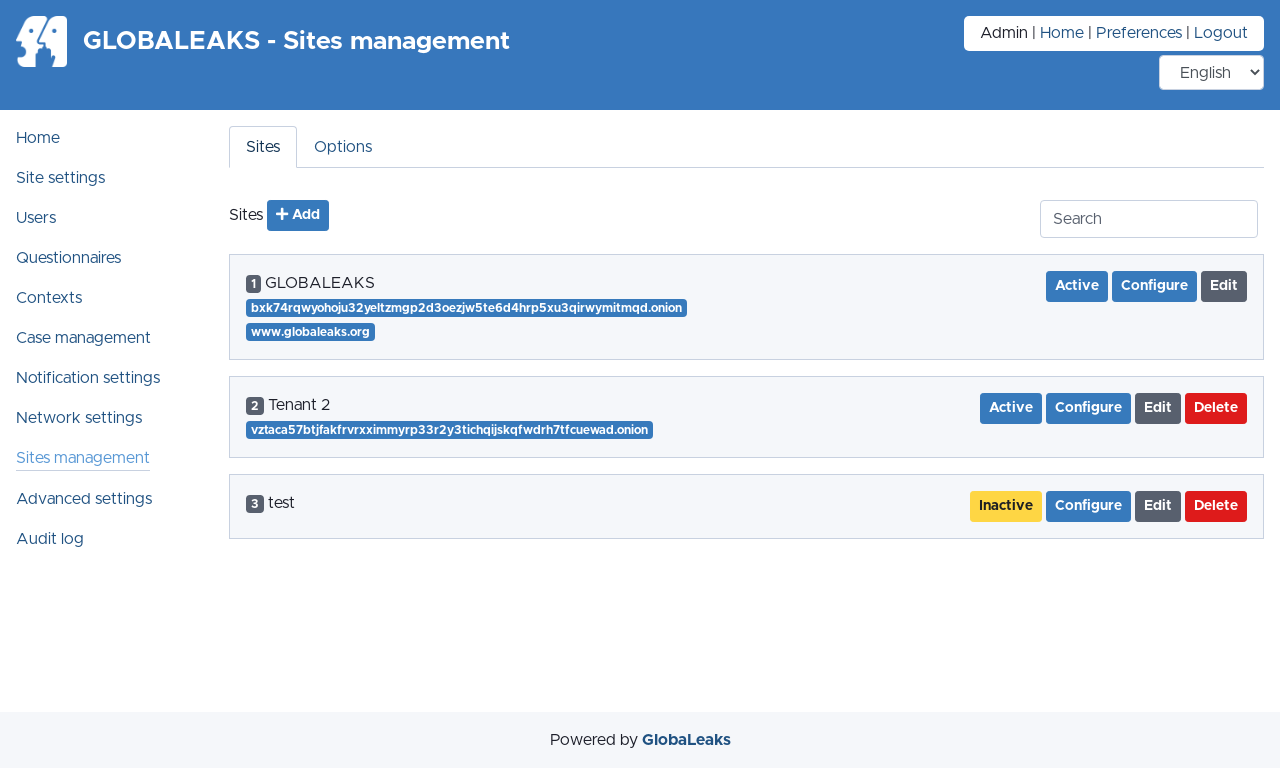 GLOBALEAKS - Sites management
Admin | Home | Preferences | Logout
English
Home
Site settings
Users
Questionnaires
Contexts
Case management
Notification settings
Network settings
Sites management
Advanced settings
Audit log
Sites Options
Sites + Add
Search
1 GLOBALEAKS
bxk74rqwyohoju32yeltzmgp2d3oezjw5te6d4hrp5xu3qirwymitmqd.onion
www.globaleaks.org
Active Configure Edit
2 Tenant 2
vztaca57btjfakfrvrxximmyrp33r2y3tichqijskqfwdrh7tfcuewad.onion
Active Configure Edit Delete
3 test
Inactive Configure Edit Delete
Powered by GlobaLeaks